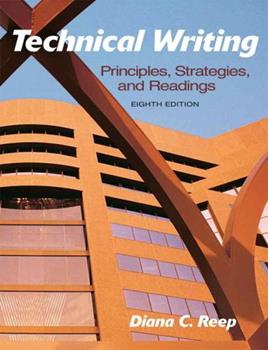 Technical Writing
Principles, Strategies,
and Readings
EIGHTH EDITION
Diana C. Reep